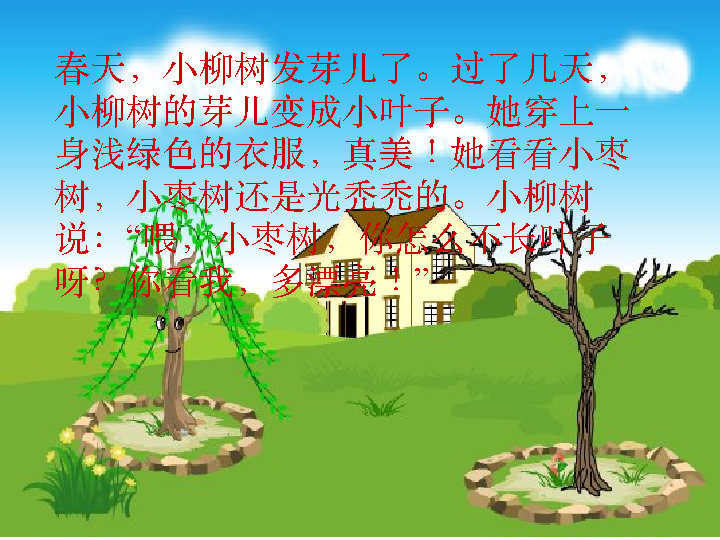 春天，小柳树发芽儿了。过了几天，
小柳树的芽儿变成小叶子。她穿上一
身浅绿色的衣服，真美！她看看小枣
树，小枣树还是光秃秃的。小柳树
说：“喂，小枣树，你怎么不长叶子
呀？你看我，多漂亮！”